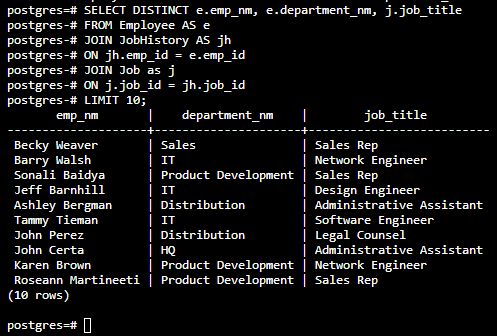 postgres=# SELECT DISTINCT e.emp_nm, e.department_nm, j.job_title
postgres-# FROM Employee AS e
postgres-# JOIN JobHistory AS jh
postgres-# ON jh.emp_id = e.emp_id
postgres-# JOIN Job as j
postgres-# ON j.job_id = jh.job_id
postgres-# LIMIT 10;
emp_nm | department_nm | job_title
-------------------+---------------------+--------------------------
Becky Weaver | Sales | Sales Rep
Barry Walsh | IT | Network Engineer
Sonali Baidya | Product Development | Sales Rep
Jeff Barnhill | IT | Design Engineer
Ashley Bergman | Distribution | Administrative Assistant
Tammy Tieman | IT | Software Engineer
John Perez | Distribution | Legal Counsel
John Certa | HQ | Administrative Assistant
Karen Brown | Product Development | Network Engineer
Roseann Martineeti | Product Development | Sales Rep
(10 rows)
postgres=#